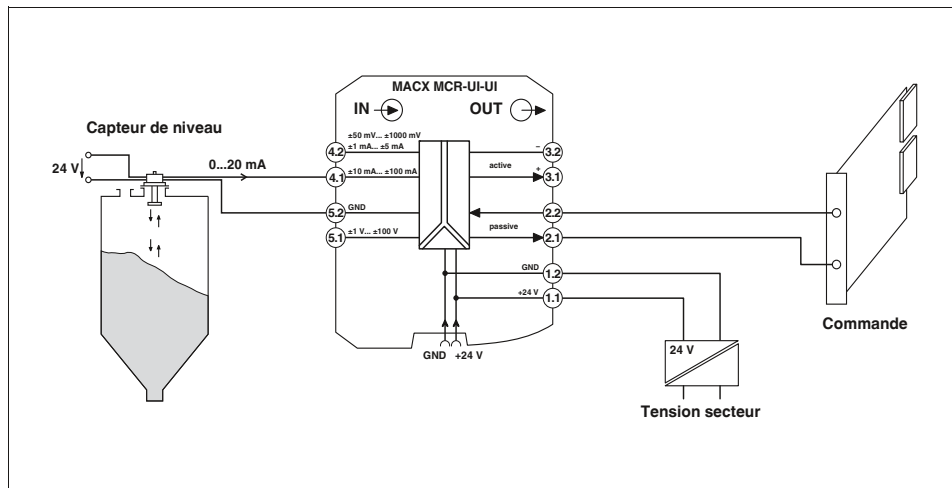 MACX MCR-UI-UI
IN
OUT
Capteur de niveau
24 V
0...20 mA
4.2
±50 mV... ±1000 mV
±1 mA... ±5 mA
4.1
±10 mA... ±100 mA
5.2
GND
5.1
±1 V... ±100 V
–
3.2
active
+
3.1
2.2
passive
2.1
GND
1.2
+24 V
1.1
GND
+24 V
Commande
24 V
Tension secteur